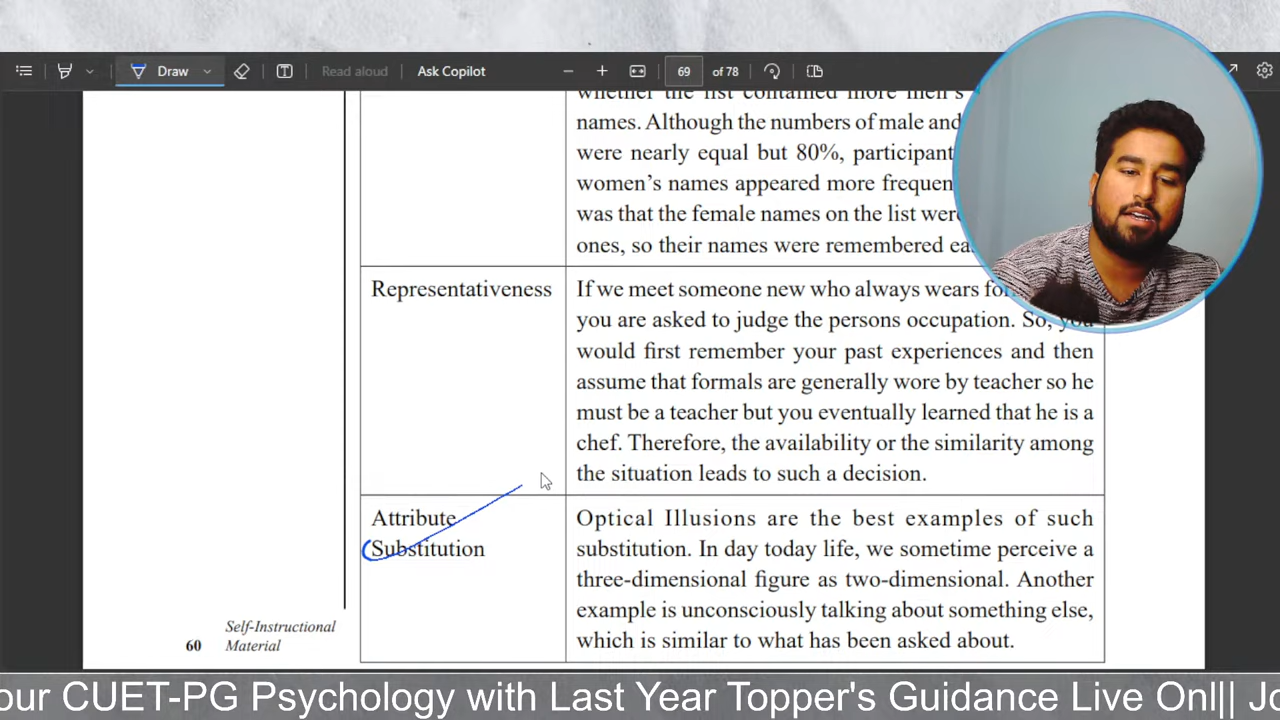 Draw
Read aloud
Ask Copilot
69 of 78
whether the list contained more men's
names. Although the numbers of male and
were nearly equal but 80%, participant
women's names appeared more frequen
was that the female names on the list were
ones, so their names were remembered ea
Representativeness
If we meet someone new who always wears fo
you are asked to judge the persons occupation. So, you
would first remember your past experiences and then
assume that formals are generally wore by teacher so he
must be a teacher but you eventually learned that he is a
chef. Therefore, the availability or the similarity among
the situation leads to such a decision.
Attribute
Substitution
Optical Illusions are the best examples of such
substitution. In day today life, we sometime perceive a
three-dimensional figure as two-dimensional. Another
example is unconsciously talking about something else,
which is similar to what has been asked about.
Self-Instructional
60 Material
our CUET-PG Psychology with Last Year Topper's Guidance Live Onl|| Jo